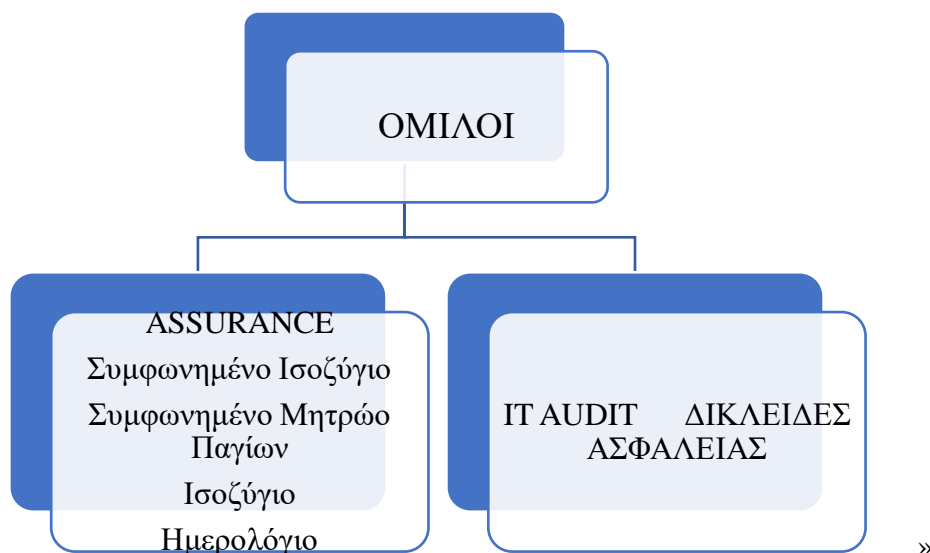 ΟΜΙΛΟΙ
ASSURANCE
Συμφωνημένο Ισοζύγιο
Συμφωνημένο Μητρώο
Παγίων
Ισοζύγιο
Ημερολόγιο
IT AUDIT ΔΙΚΛΕΙΔΕΣ
ΑΣΦΑΛΕΙΑΣ
»